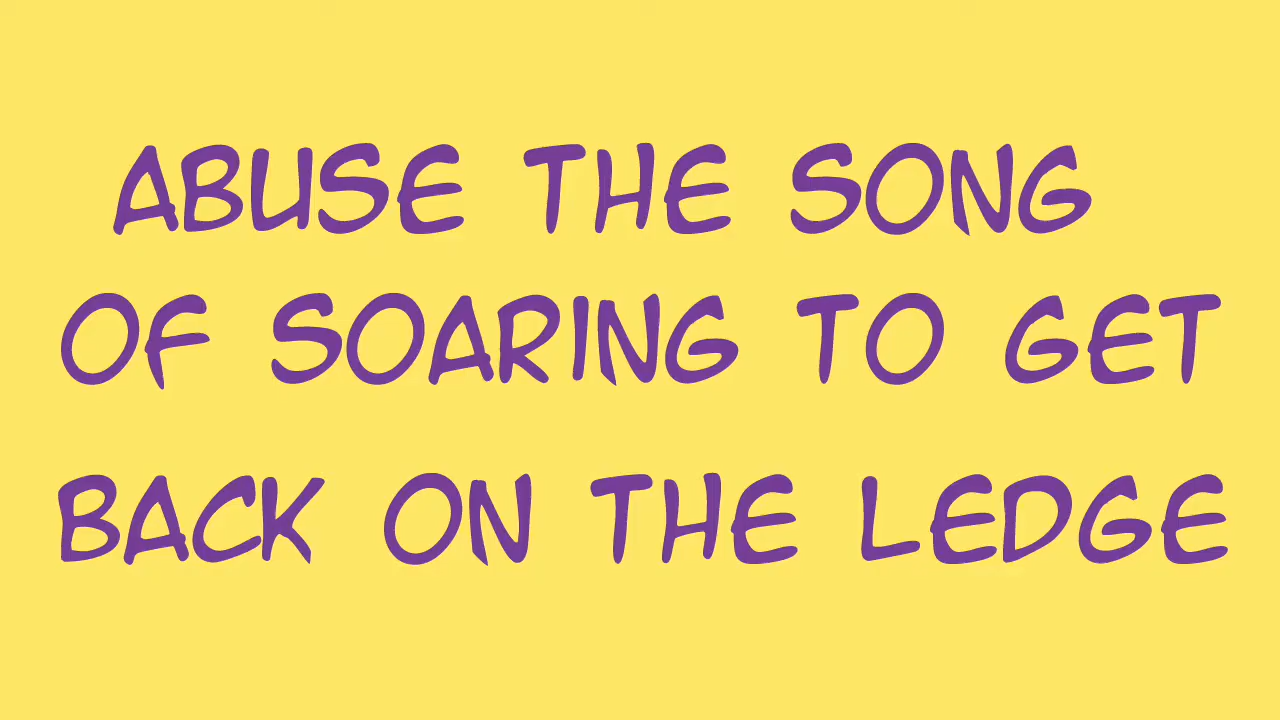 ABUSE THE SONG
OF SOARING TO GET
BACK ON THE LEDGE